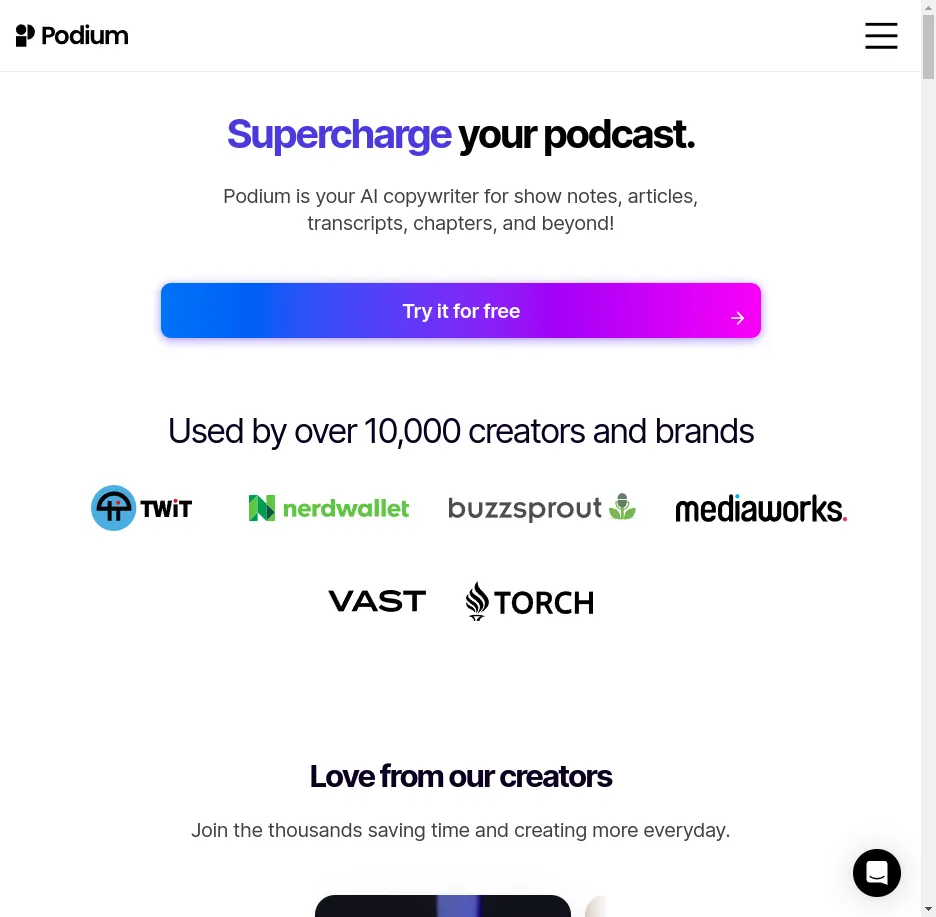 Podium
Supercharge your podcast.
Podium is your AI copywriter for show notes, articles,
transcripts, chapters, and beyond!
Try it for free
Used by over 10,000 creators and brands
TWiT nerdwallet buzzsprout mediaworks.
VAST TORCH
Love from our creators
Join the thousands saving time and creating more everyday.